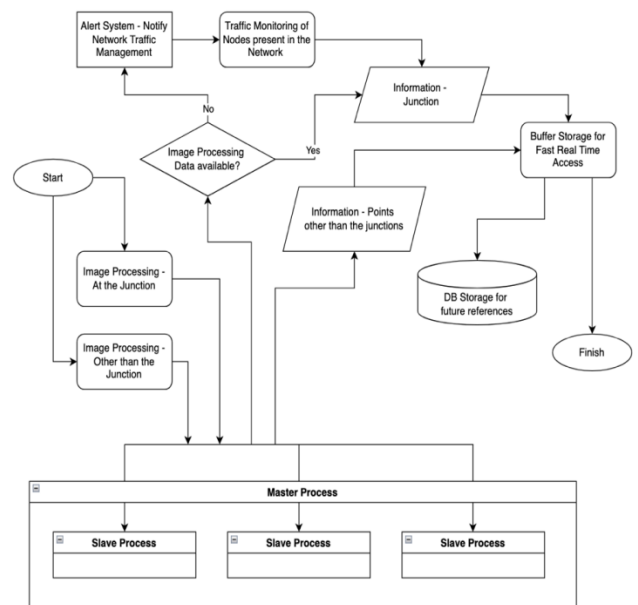 Alert System - Notify
Network Traffic
Management
Traffic Monitoring of
Nodes present in the
Network
Information -
Junction
No
Image Processing
Data available?
Yes
Buffer Storage for
Fast Real Time
Access
Start
Information - Points
other than the junctions
Image Processing -
At the Junction
DB Storage for
future references
Image Processing -
Other than the
Junction
Finish
Master Process
Slave Process
Slave Process
Slave Process